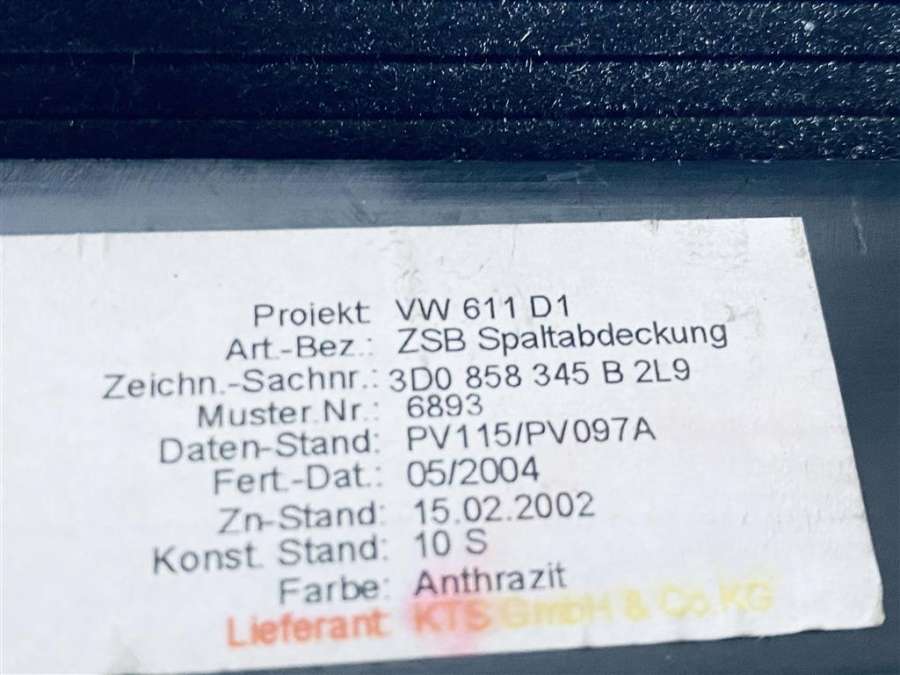 Projekt: VW 611 D1
Art.-Bez.: ZSB Spaltabdeckung
Zeichn.-Sachnr.: 3D0 858 345 B 2L9
Muster.Nr.: 6893
Daten-Stand: PV115/PV097A
Fert.-Dat.: 05/2004
Zn-Stand: 15.02.2002
Konst. Stand: 10 S
Farbe: Anthrazit
Lieferant: KTS GmbH & Co.KG